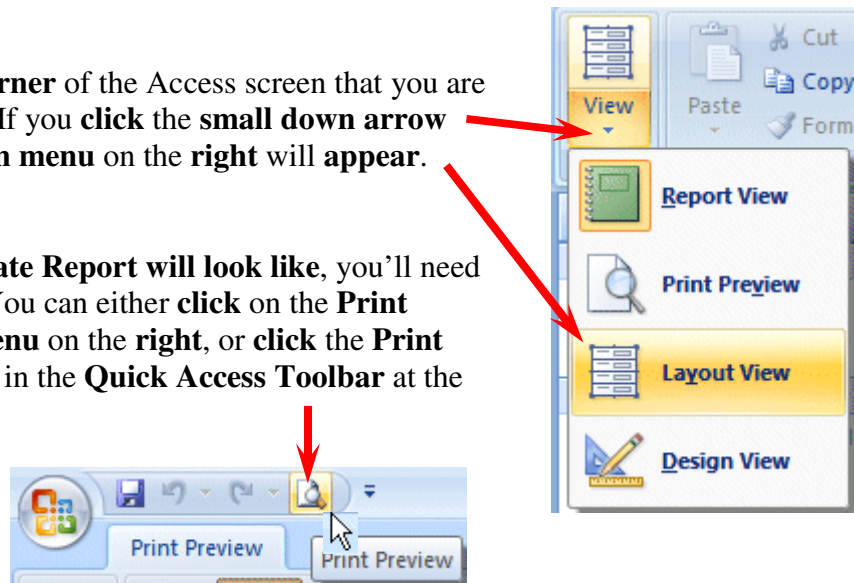 rner of the Access screen that you are
If you click the small down arrow
n menu on the right will appear.
ate Report will look like, you’ll need
You can either click on the Print
enu on the right, or click the Print
in the Quick Access Toolbar at the
View
Paste
Cut
Copy
Form
Report View
Print Preview
Layout View
Design View
Print Preview
Print Preview